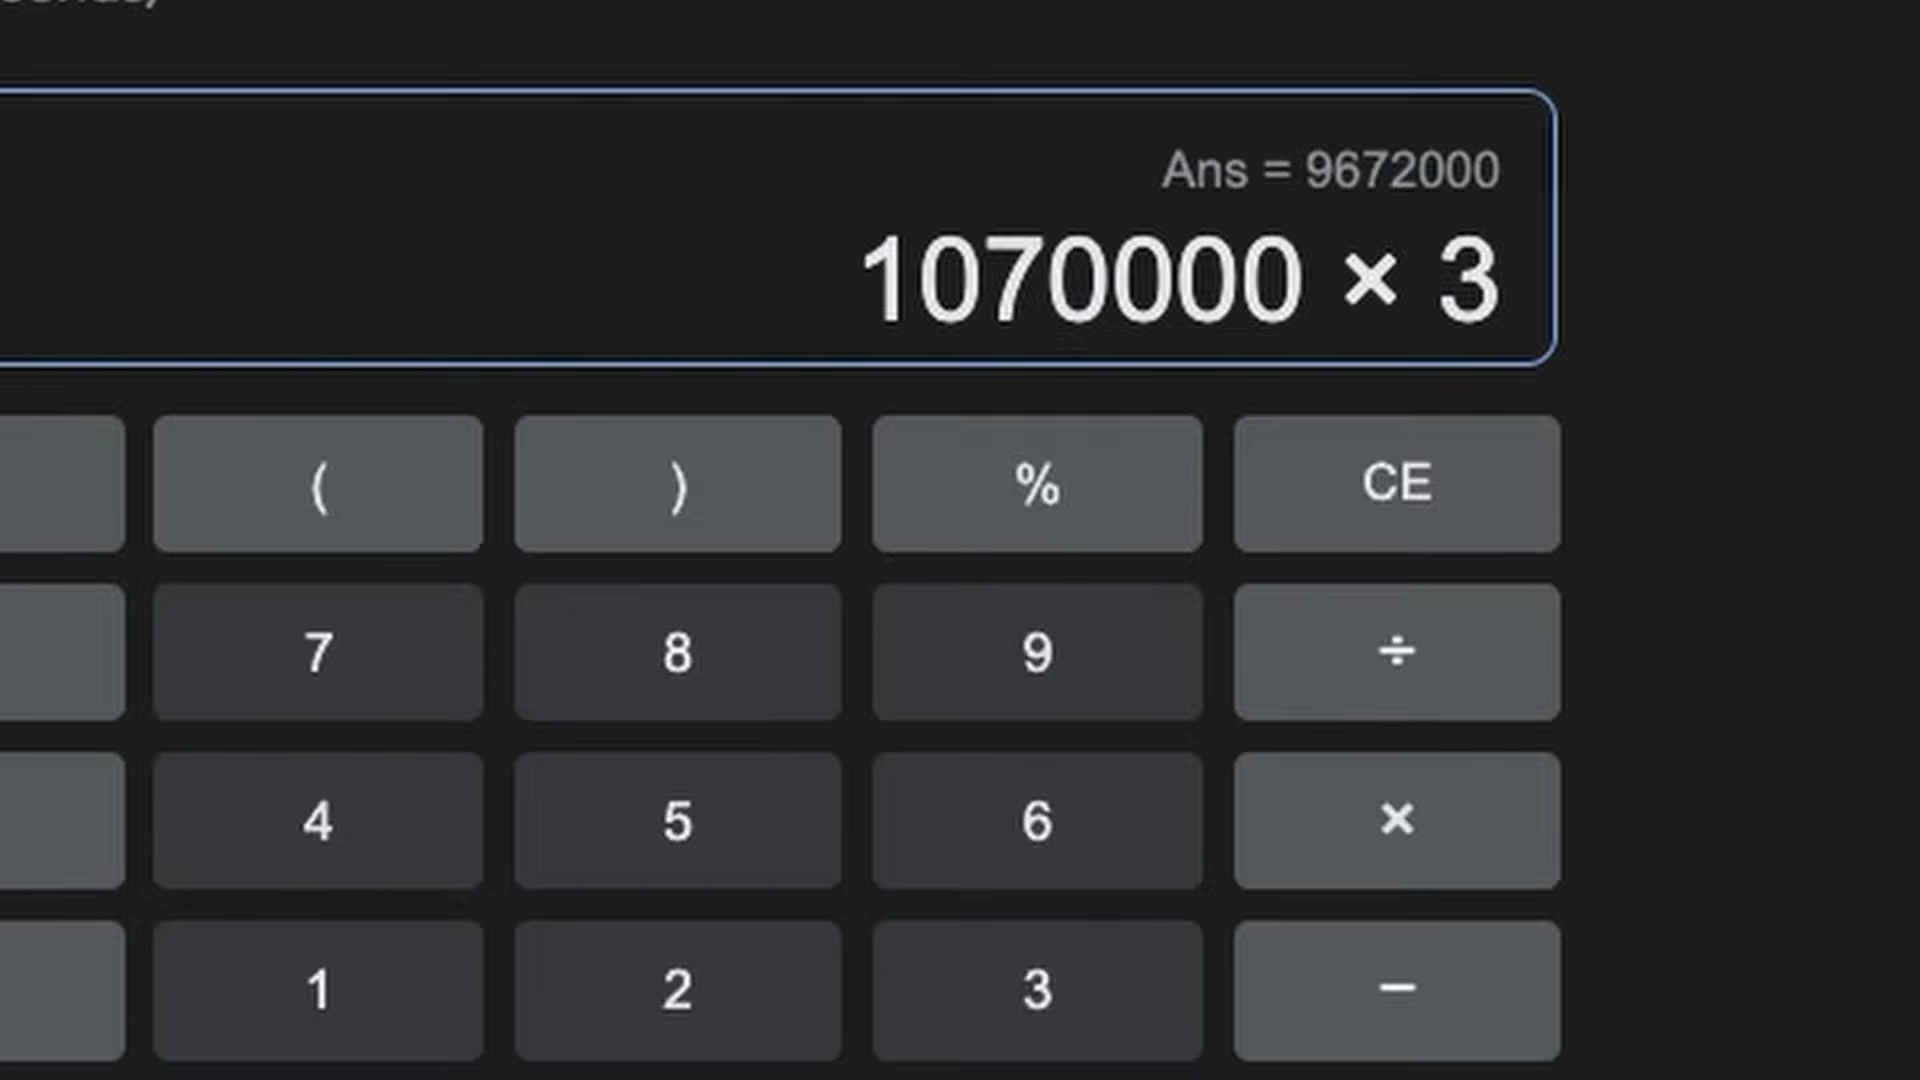 Ans = 9672000
1070000 × 3
( ) % CE
7 8 9 ÷
4 5 6 ×
1 2 3 −